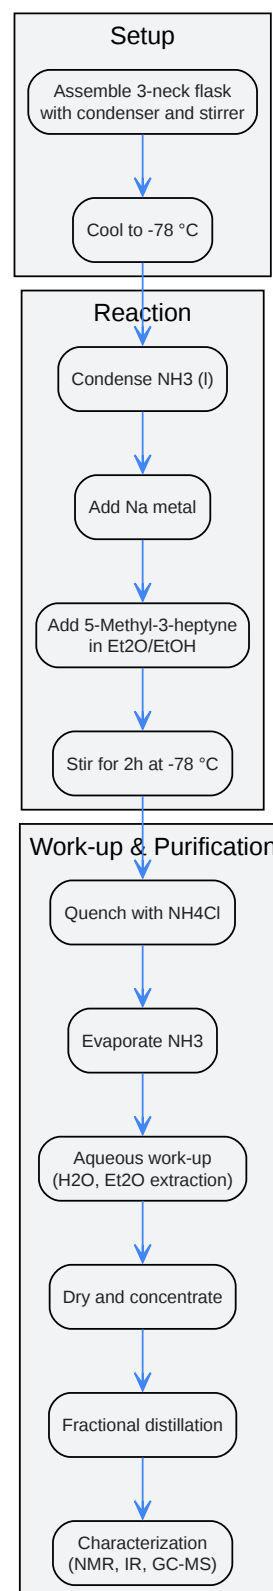 Setup
Assemble 3-neck flask
with condenser and stirrer
Cool to -78 °C
Reaction
Condense NH3 (l)
Add Na metal
Add 5-Methyl-3-heptyne
in Et2O/EtOH
Stir for 2h at -78 °C
Work-up & Purification
Quench with NH4Cl
Evaporate NH3
Aqueous work-up
(H2O, Et2O extraction)
Dry and concentrate
Fractional distillation
Characterization
(NMR, IR, GC-MS)